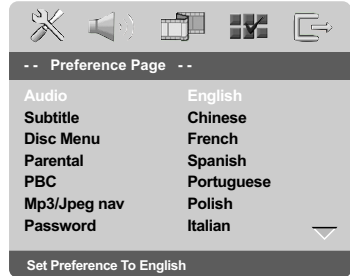 -- Preference Page --
Audio English
Subtitle Chinese
Disc Menu French
Parental Spanish
PBC Portuguese
Mp3/Jpeg nav Polish
Password Italian
Set Preference To English